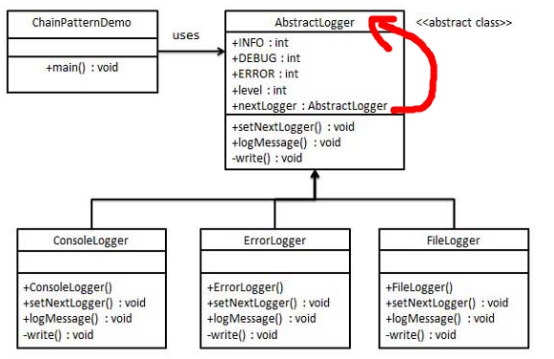 ChainPatternDemo
+main() : void
uses
AbstractLogger
<<abstract class>>
+INFO : int
+DEBUG : int
+ERROR : int
+level : int
+nextLogger : AbstractLogger
+setNextLogger() : void
+logMessage() : void
-write() : void
ConsoleLogger
+ConsoleLogger()
+setNextLogger() : void
+logMessage() : void
-write() : void
ErrorLogger
+ErrorLogger()
+setNextLogger() : void
+logMessage() : void
-write() : void
FileLogger
+FileLogger()
+setNextLogger() : void
+logMessage() : void
-write() : void